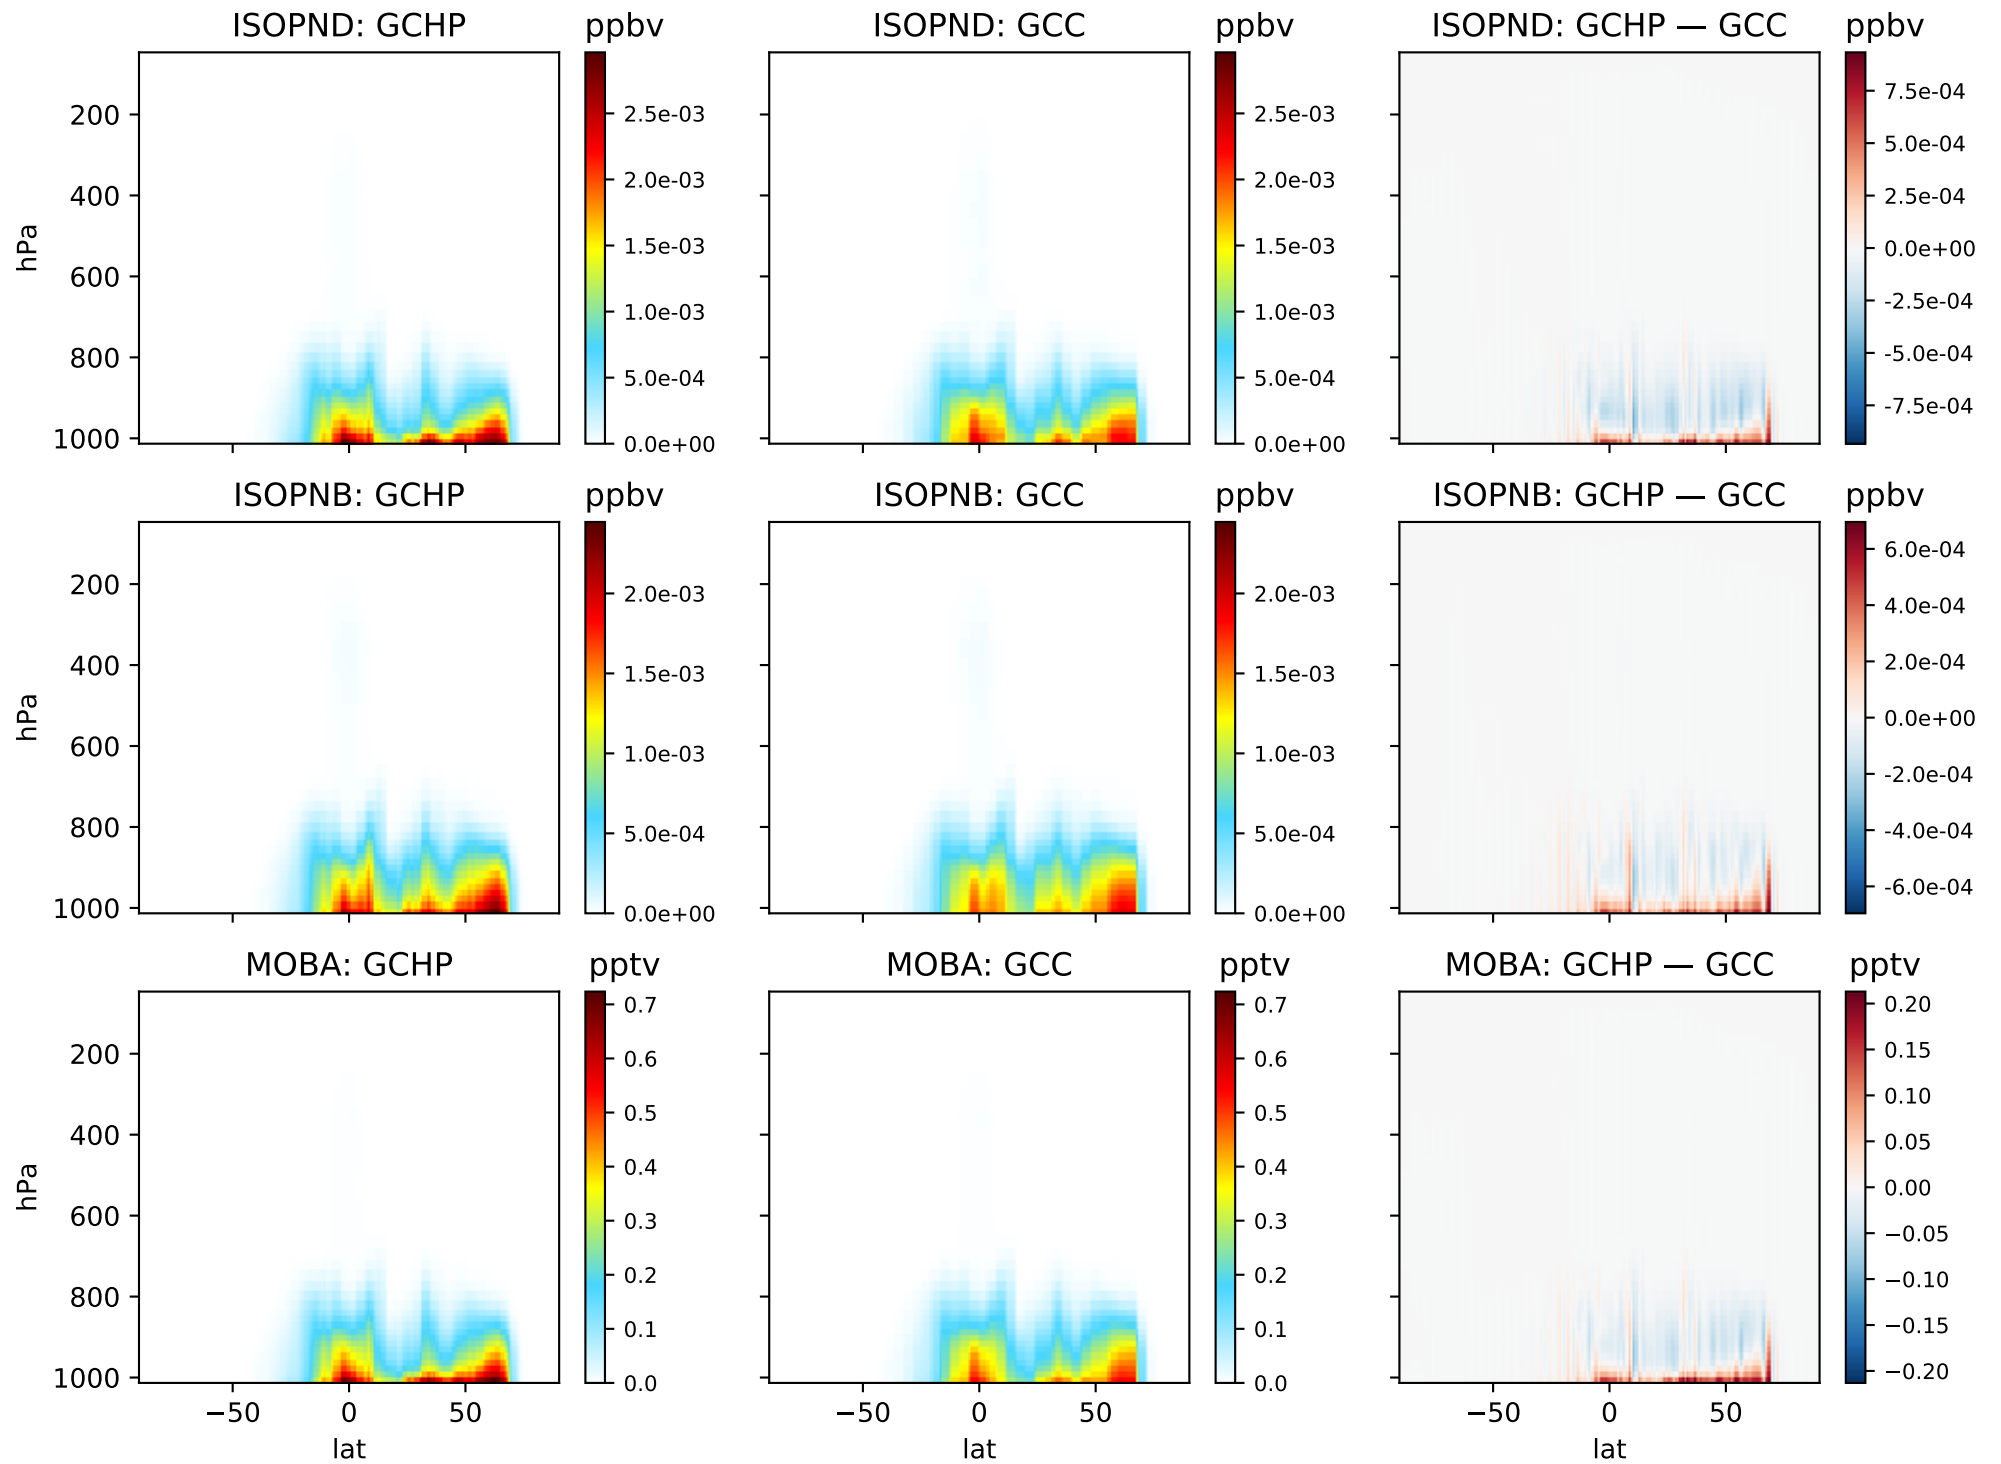 ISOPND: GCHP ppbv ISOPND: GCC ppbv ISOPND: GCHP — GCC ppbv
hPa
200
400
600
800
1000
2.5e-03
2.0e-03
1.5e-03
1.0e-03
5.0e-04
0.0e+00
2.5e-03
2.0e-03
1.5e-03
1.0e-03
5.0e-04
0.0e+00
7.5e-04
5.0e-04
2.5e-04
0.0e+00
-2.5e-04
-5.0e-04
-7.5e-04
ISOPNB: GCHP ppbv ISOPNB: GCC ppbv ISOPNB: GCHP — GCC ppbv
hPa
200
400
600
800
1000
2.0e-03
1.5e-03
1.0e-03
5.0e-04
0.0e+00
2.0e-03
1.5e-03
1.0e-03
5.0e-04
0.0e+00
6.0e-04
4.0e-04
2.0e-04
0.0e+00
-2.0e-04
-4.0e-04
-6.0e-04
MOBA: GCHP pptv MOBA: GCC pptv MOBA: GCHP — GCC pptv
hPa
200
400
600
800
1000
0.7
0.6
0.5
0.4
0.3
0.2
0.1
0.0
0.7
0.6
0.5
0.4
0.3
0.2
0.1
0.0
0.20
0.15
0.10
0.05
0.00
−0.05
−0.10
−0.15
−0.20
−50 0 50 −50 0 50 −50 0 50
lat lat lat